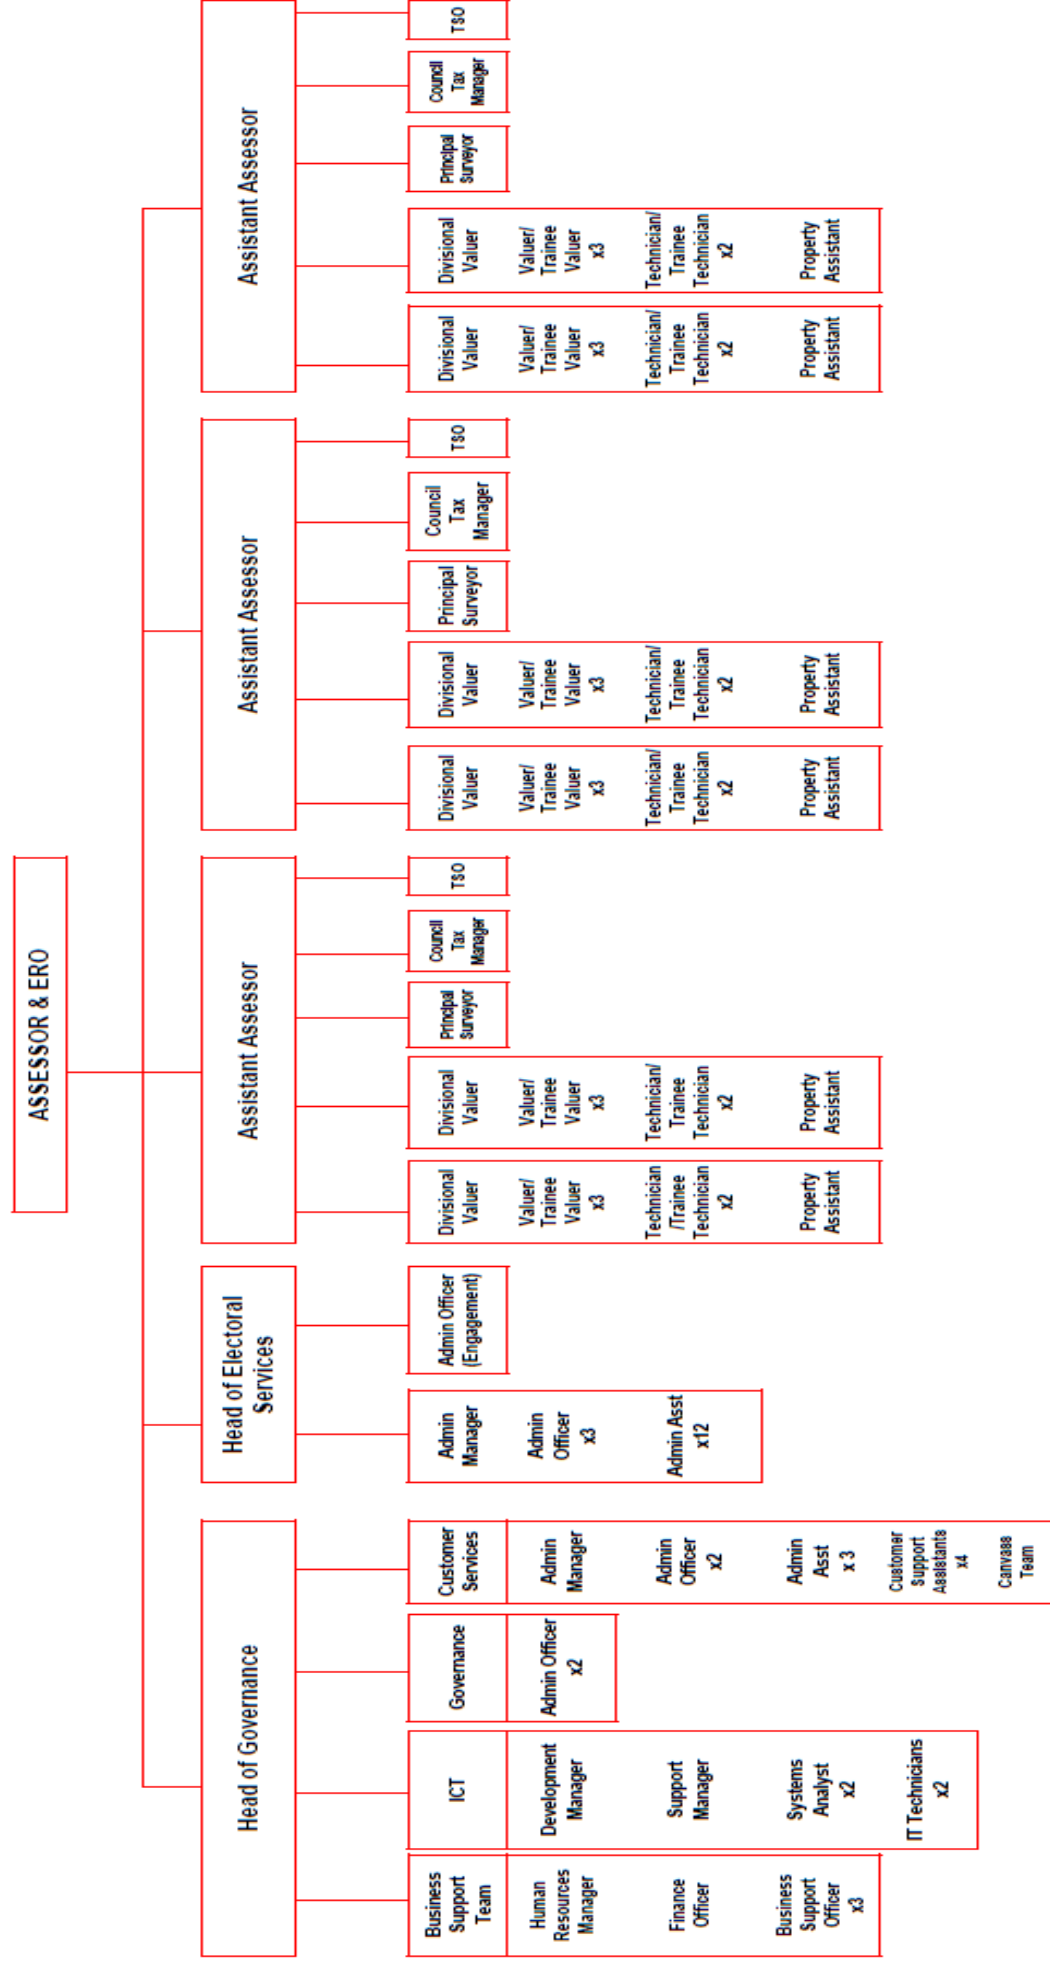 ASSESSOR & ERO
Head of Governance
Head of Electoral
Services
Assistant Assessor
Assistant Assessor
Assistant Assessor
Business
Support
Team
Human
Resources
Manager
Finance
Officer
Business
Support
Officer
x3
ICT
Development
Manager
Support
Manager
Systems
Analyst
x2
IT Technicians
x2
Governance
Admin Officer
x2
Customer
Services
Admin
Manager
Admin
Officer
x2
Admin
Asst
x 3
Customer
Support
Assistants
x4
Canvass
Team
Admin
Manager
Admin
Officer
x3
Admin Asst
x12
Admin Officer
(Engagement)
Divisional
Valuer
Valuer/
Trainee
Valuer
x3
Technician
/Trainee
Technician
x2
Property
Assistant
Divisional
Valuer
Valuer/
Trainee
Valuer
x3
Technician/
Trainee
Technician
x2
Property
Assistant
Principal
Surveyor
Council
Tax
Manager
TSO
Divisional
Valuer
Valuer/
Trainee
Valuer
x3
Technician/
Trainee
Technician
x2
Property
Assistant
Divisional
Valuer
Valuer/
Trainee
Valuer
x3
Technician/
Trainee
Technician
x2
Property
Assistant
Principal
Surveyor
Council
Tax
Manager
TSO
Divisional
Valuer
Valuer/
Trainee
Valuer
x3
Technician/
Trainee
Technician
x2
Property
Assistant
Divisional
Valuer
Valuer/
Trainee
Valuer
x3
Technician/
Trainee
Technician
x2
Property
Assistant
Principal
Surveyor
Council
Tax
Manager
TSO